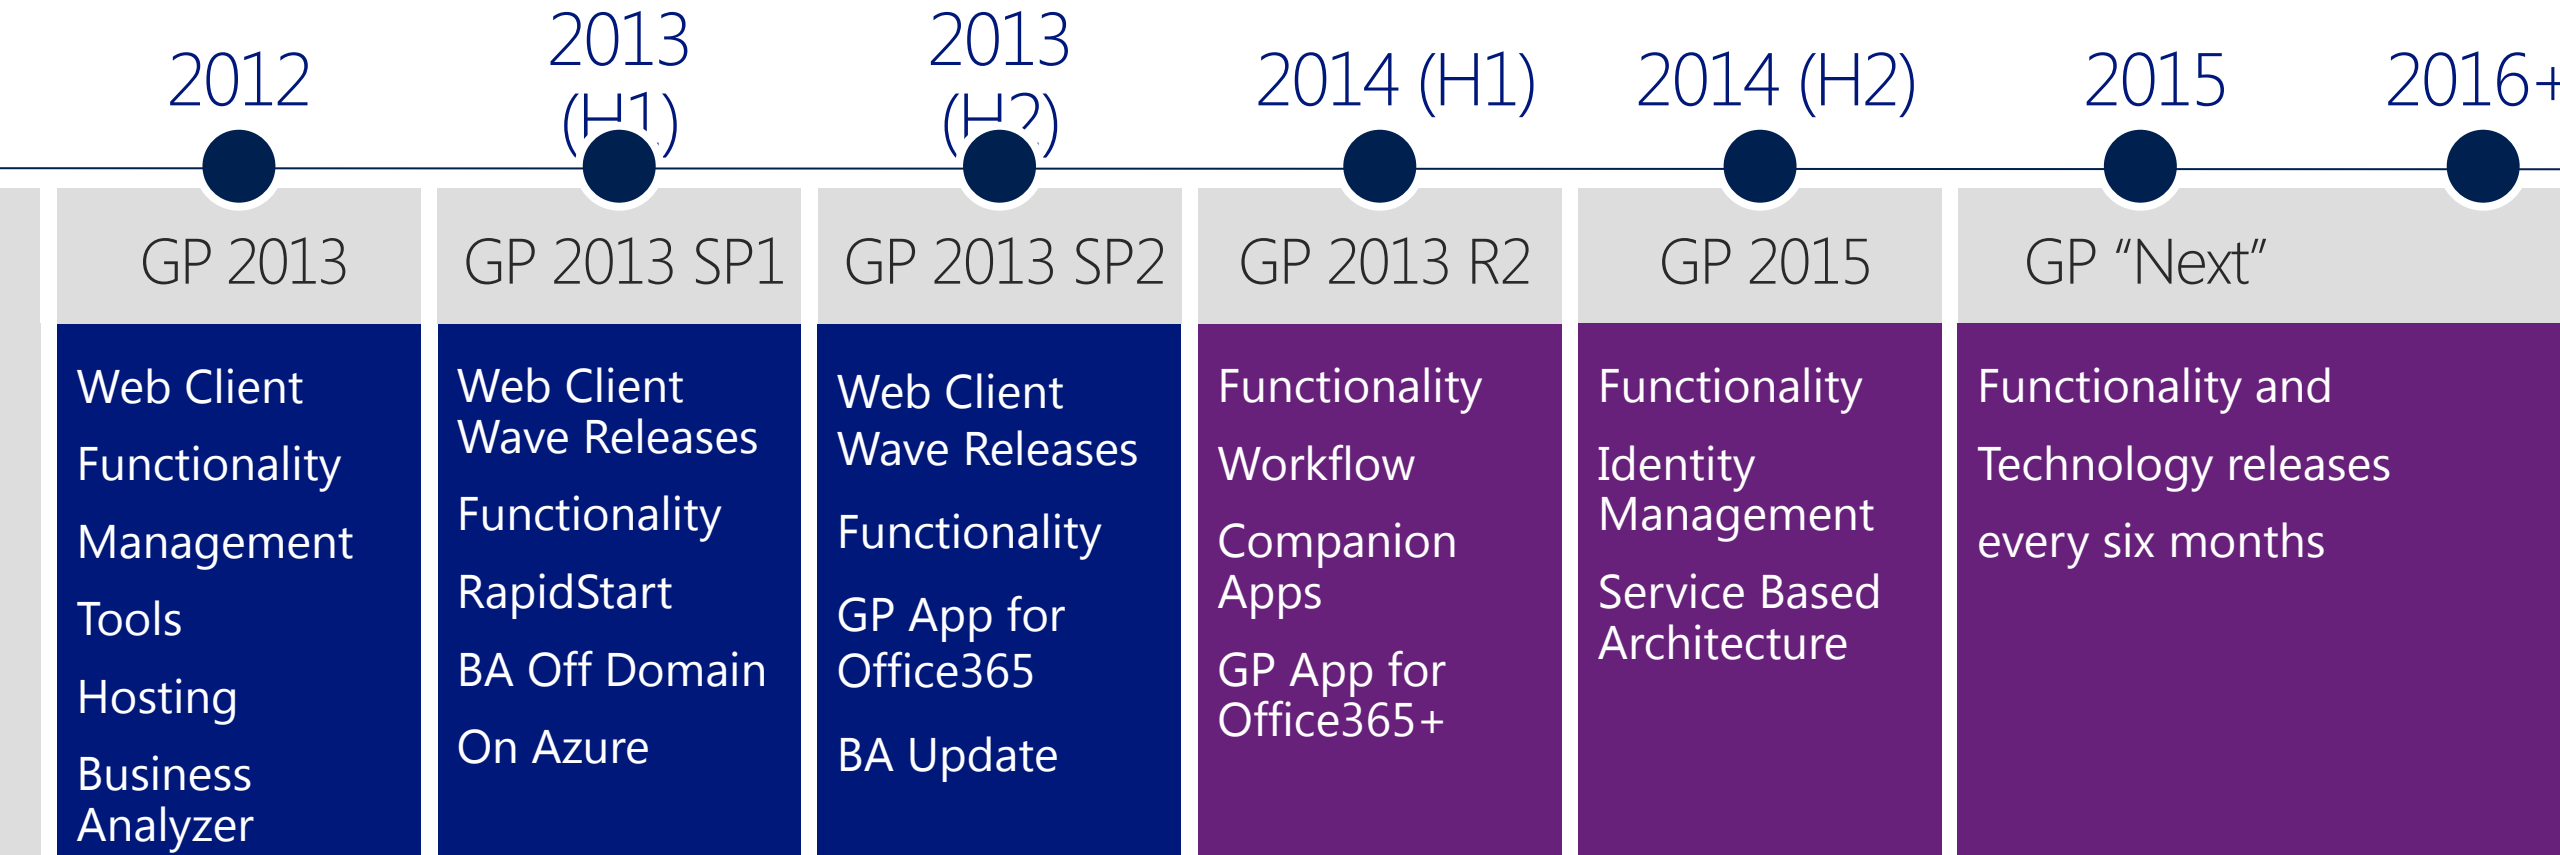 2012
2013
(H1)
2013
(H2)
2014 (H1)
2014 (H2)
2015
2016+
GP 2013
Web Client
Functionality
Management
Tools
Hosting
Business
Analyzer
GP 2013 SP1
Web Client
Wave Releases
Functionality
RapidStart
BA Off Domain
On Azure
GP 2013 SP2
Web Client
Wave Releases
Functionality
GP App for
Office365
BA Update
GP 2013 R2
Functionality
Workflow
Companion
Apps
GP App for
Office365+
GP 2015
Functionality
Identity
Management
Service Based
Architecture
GP “Next”
Functionality and
Technology releases
every six months